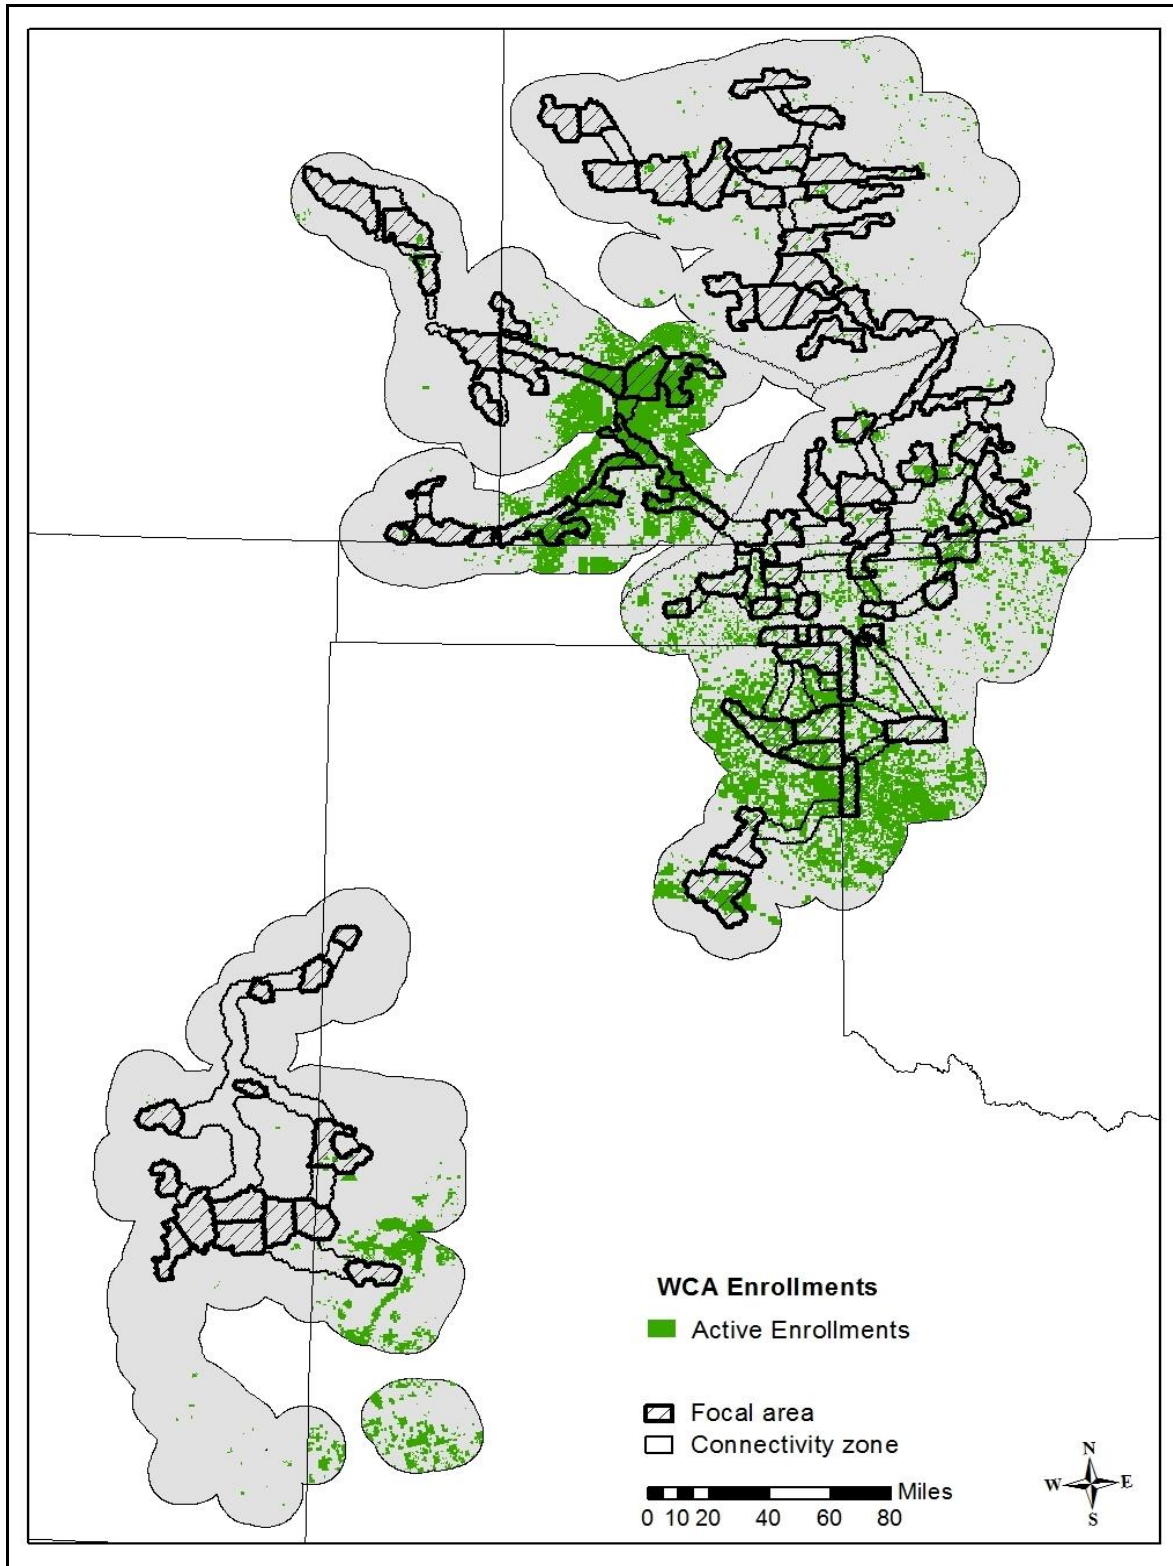 WCA Enrollments
Active Enrollments
Focal area
Connectivity zone
Miles
0 10 20 40 60 80
N
W E
S